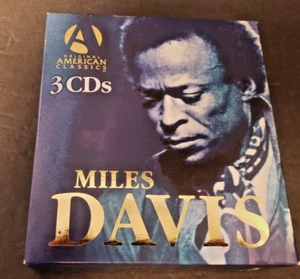 ORIGINAL
AMERICAN
CLASSICS
3 CDs
MILES
DAVIS